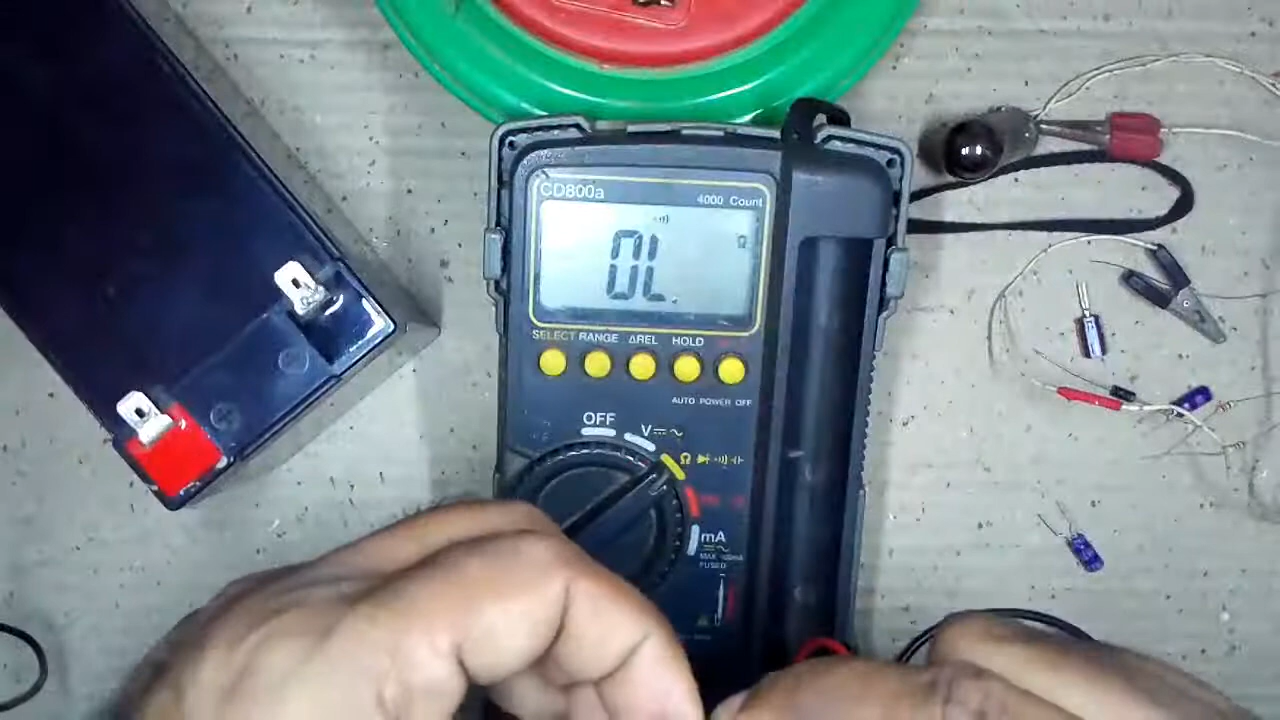 CD800a
4000 Count
OL
Ω
SELECT RANGE ΔREL HOLD
AUTO POWER OFF
OFF
V
Ω
mA
FUSED